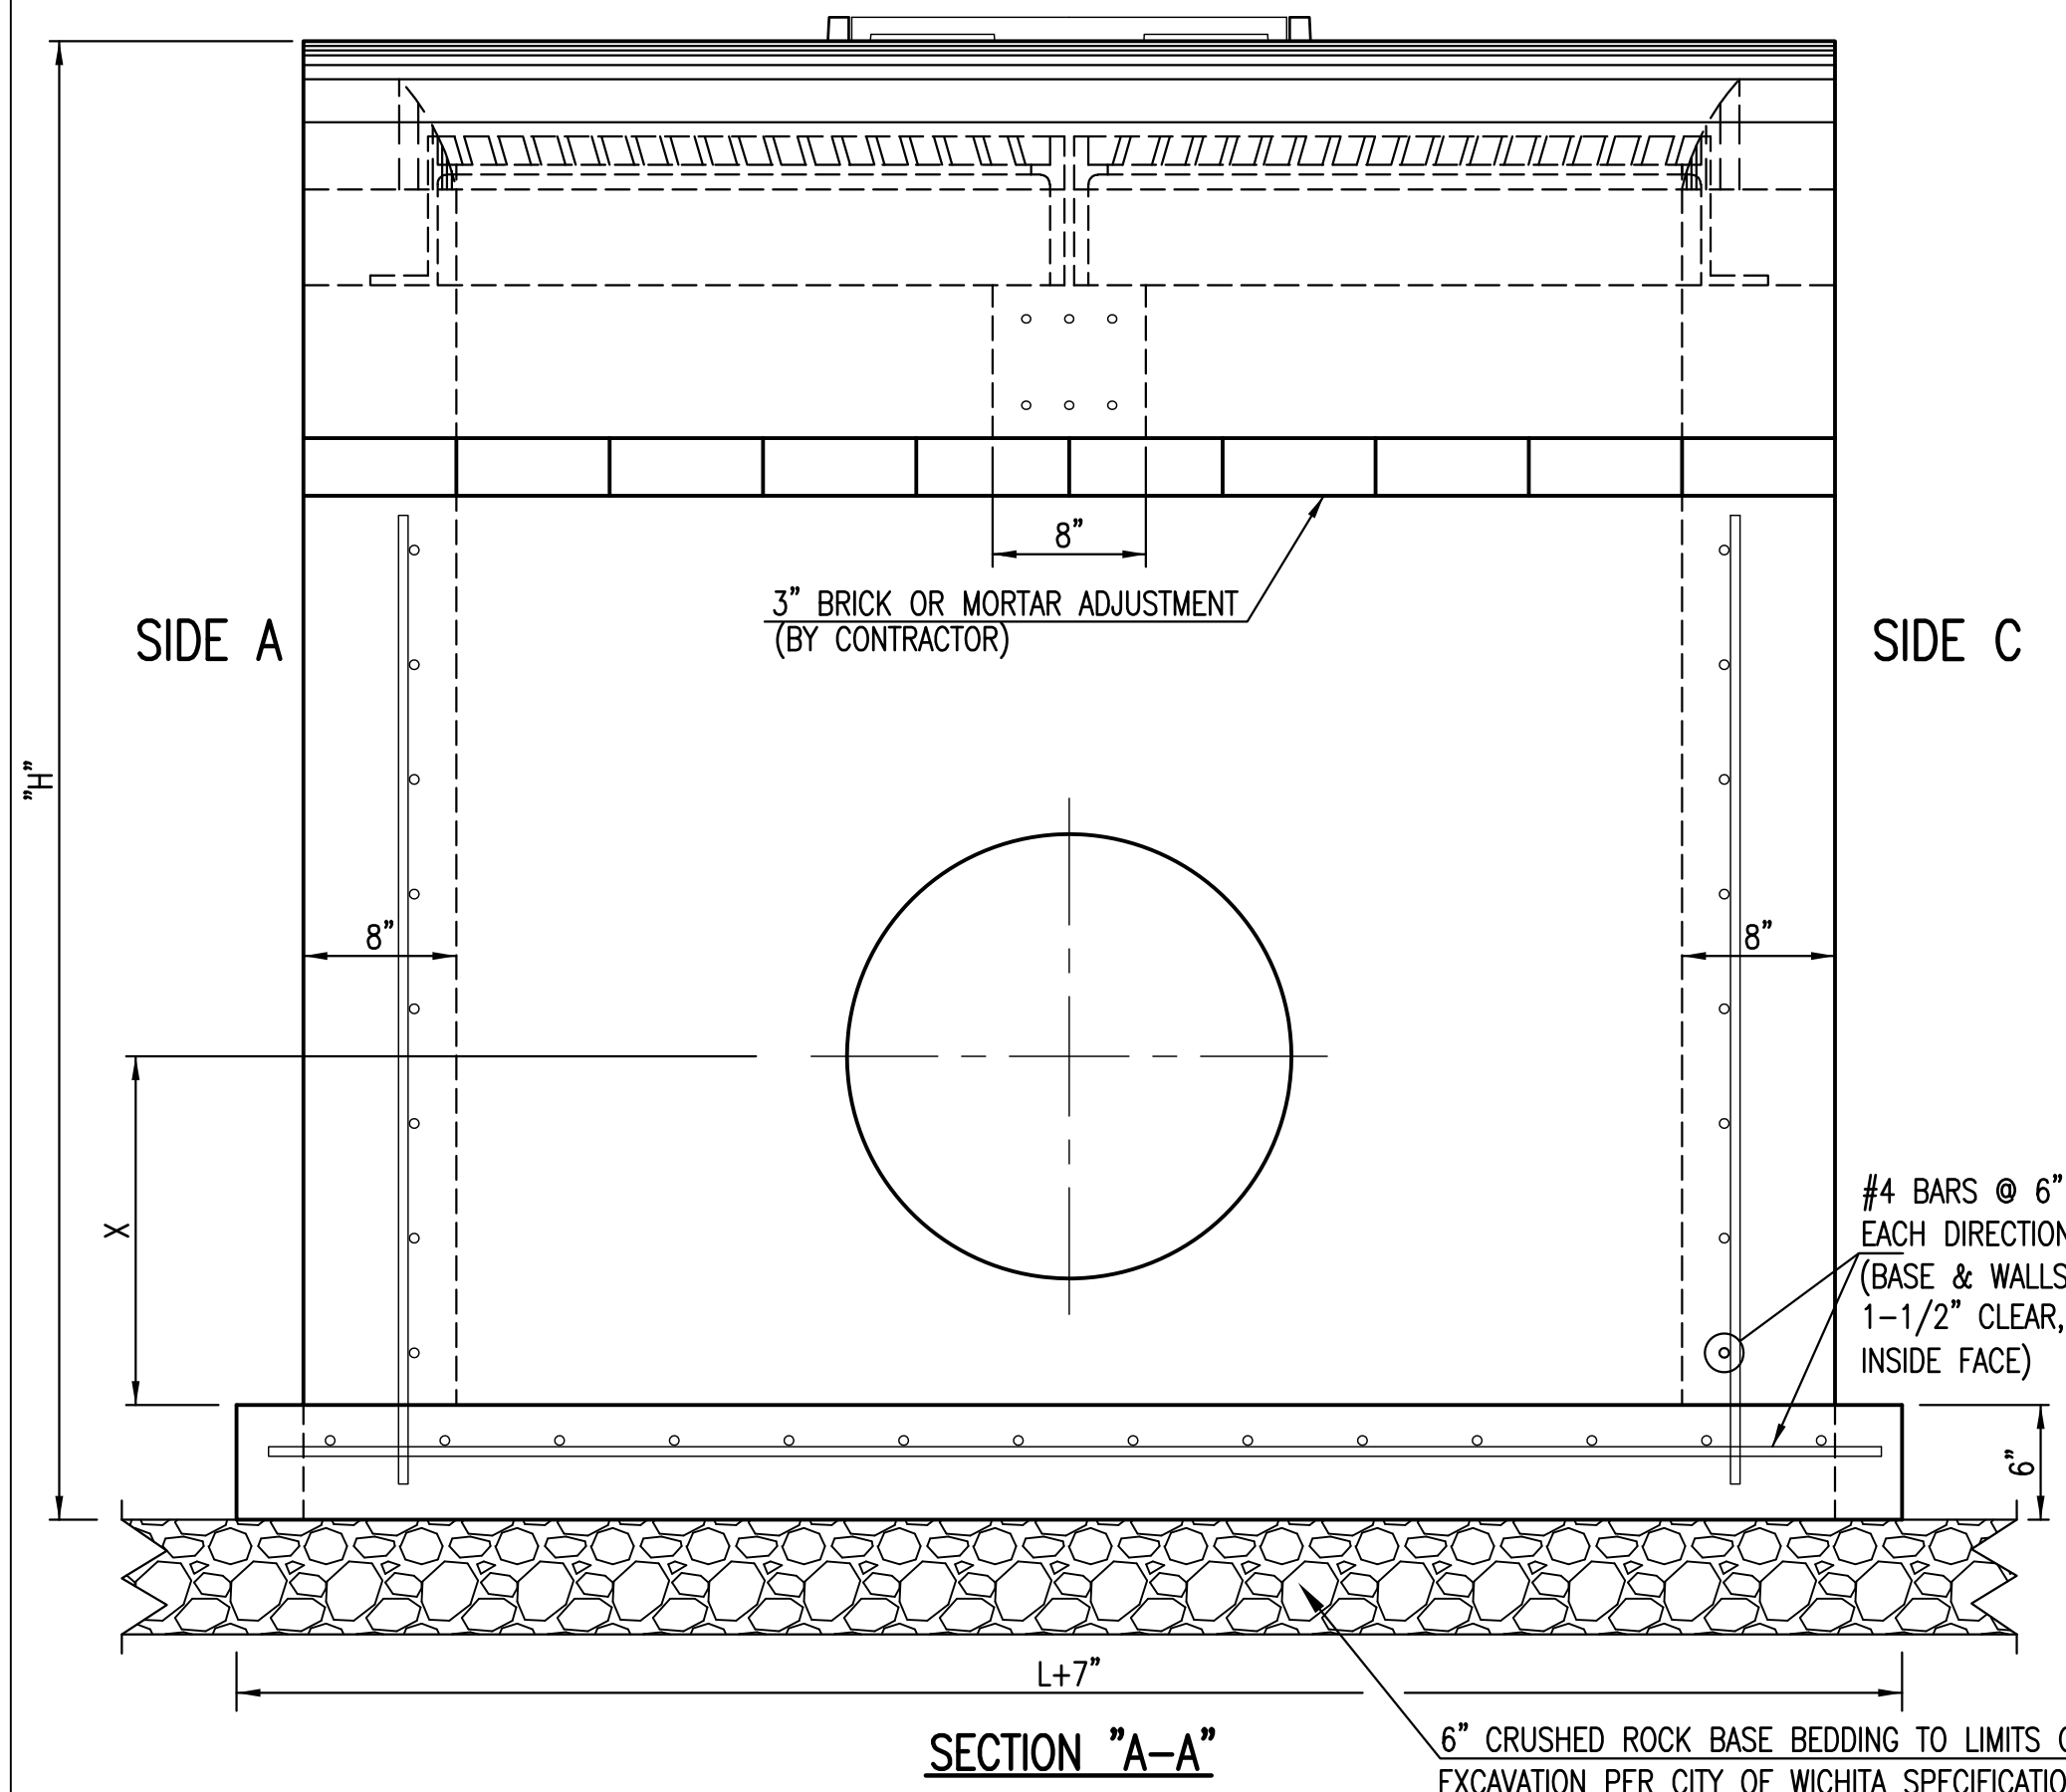 8”
3” BRICK OR MORTAR ADJUSTMENT
(BY CONTRACTOR)
SIDE A
SIDE C
”H”
8”
8”
X
#4 BARS @ 6”
EACH DIRECTION
(BASE & WALLS
1-1/2” CLEAR,
INSIDE FACE)
6”
L+7”
SECTION ”A-A”
6” CRUSHED ROCK BASE BEDDING TO LIMITS
EXCAVATION PER CITY OF WICHITA